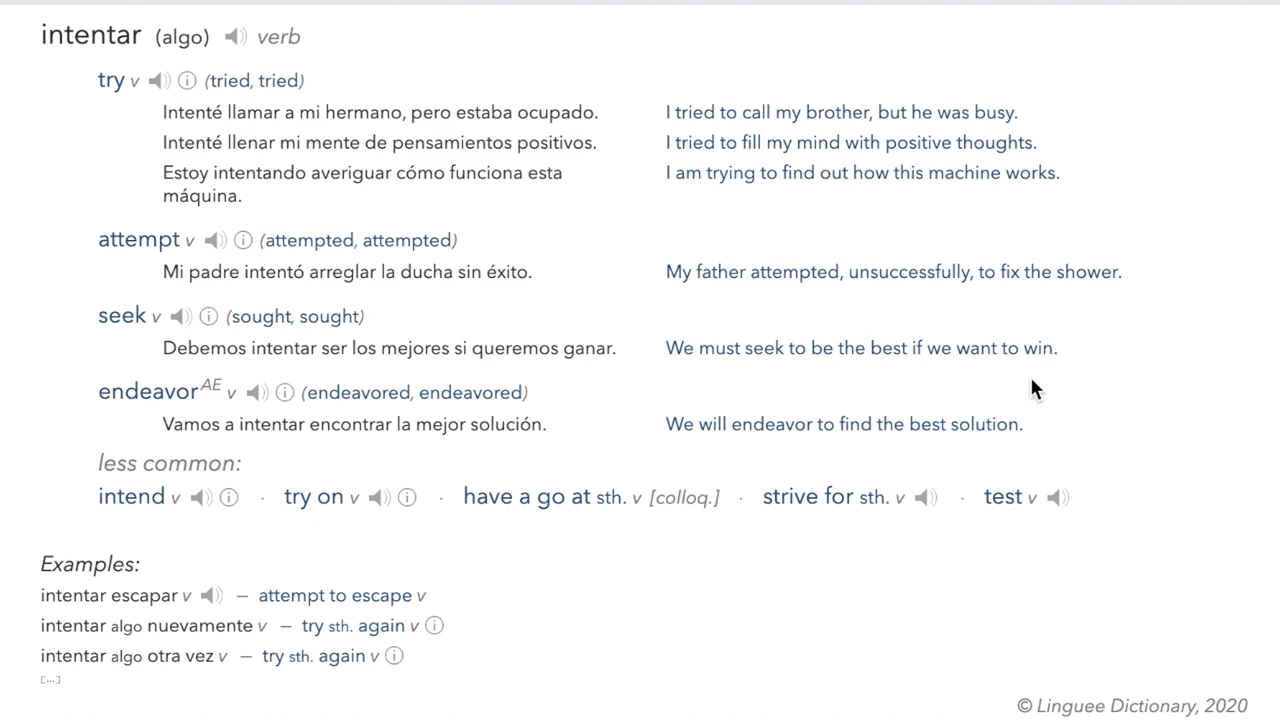 intentar (algo) verb
try v (tried, tried)
Intenté llamar a mi hermano, pero estaba ocupado. I tried to call my brother, but he was busy.
Intenté llenar mi mente de pensamientos positivos. I tried to fill my mind with positive thoughts.
Estoy intentando averiguar cómo funciona esta I am trying to find out how this machine works.
máquina.
attempt v (attempted, attempted)
Mi padre intentó arreglar la ducha sin éxito. My father attempted, unsuccessfully, to fix the shower.
seek v (sought, sought)
Debemos intentar ser los mejores si queremos ganar. We must seek to be the best if we want to win.
endeavor AE v (endeavored, endeavored)
Vamos a intentar encontrar la mejor solución. We will endeavor to find the best solution.
less common:
intend v · try on v · have a go at sth. v [colloq.] · strive for sth. v · test v
Examples:
intentar escapar v – attempt to escape v
intentar algo nuevamente v – try sth. again v
intentar algo otra vez v – try sth. again v
[...]
© Linguee Dictionary, 2020